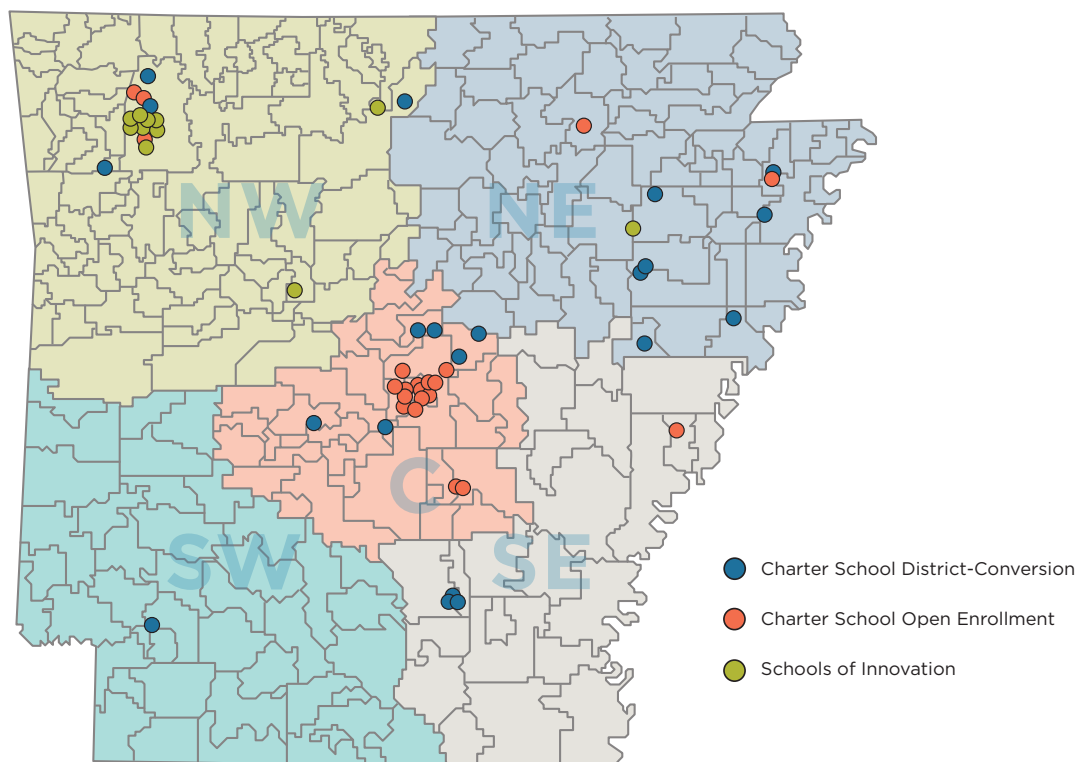 NW
NE
C
SW
SE
Charter School District-Conversion
Charter School Open Enrollment
Schools of Innovation